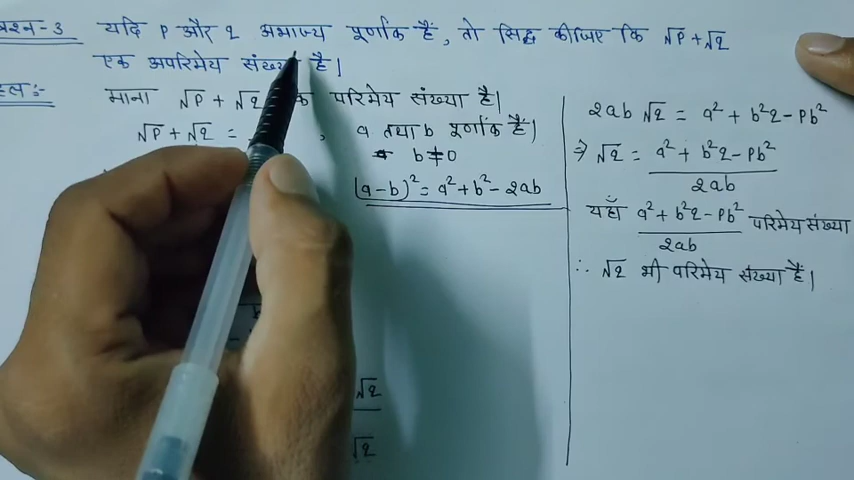 प्रश्न-3 यदि P और q अभाज्य पूर्णांक हैं, तो सिद्ध कीजिए कि √P + √q
एक अपरिमेय संख्या है।
हल:- माना √P + √q एक परिमेय संख्या है।
√P + √q = , a तथा b पूर्णांक हैं।
b ≠ 0
(a-b)² = a² + b² - 2ab
√q
√q
2ab √q = a² + b²q - Pb²
⇒ √q = a² + b²q - Pb²
2ab
यहाँ a² + b²q - Pb² परिमेय संख्या
2ab
∴ √q भी परिमेय संख्या है।